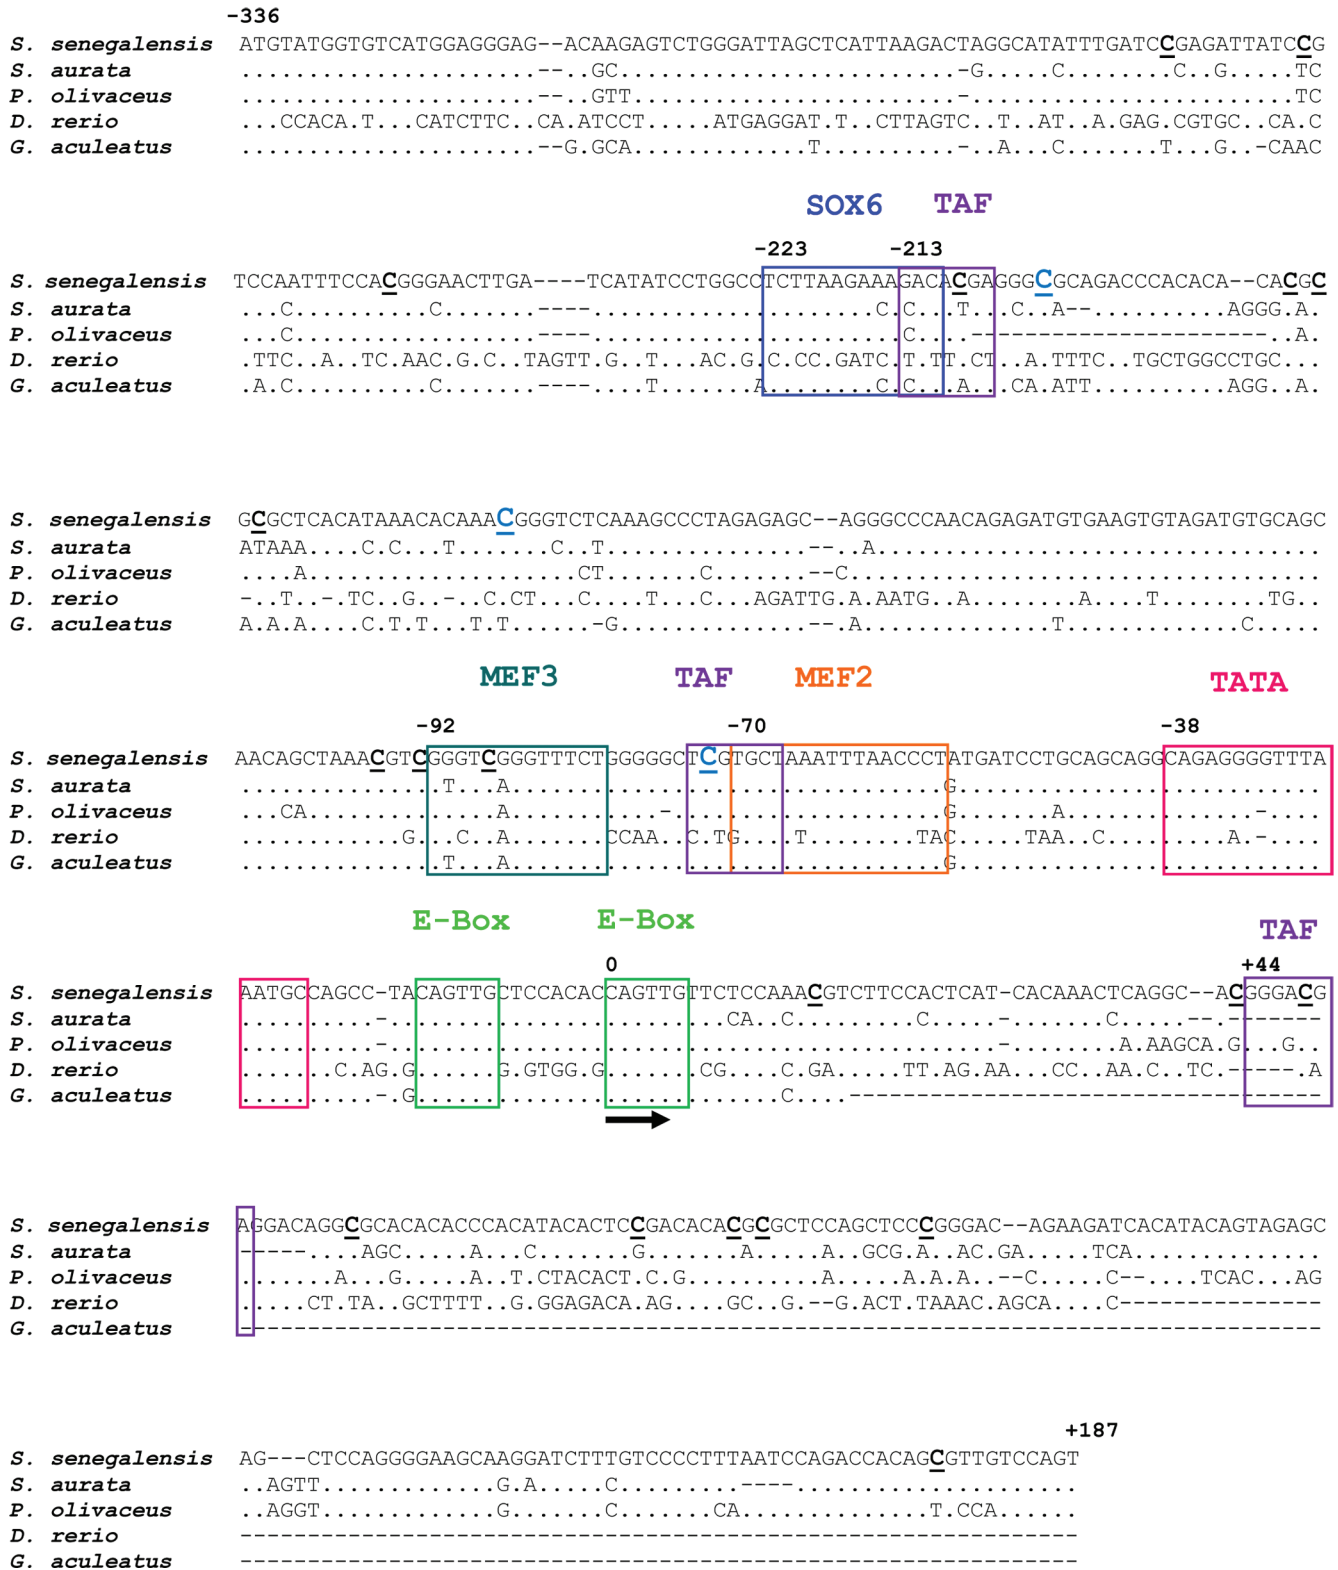 -336
S. senegalensis ATGTATGGTGTCATGGAGGGAG--ACAAGAGTCTGGGATTAGCTCATTAAGACTAGGCATATTTGATCCGAGATTATCCG
S. aurata ......................--..GC.........................-G.....C........C..G.....TC
P. olivaceus ......................--..GTT........................-........................TC
D. rerio ...CCACA.T...CATCTTC..CA.ATCCT.....ATGAGGAT.T..CTTAGTC..T..AT..A.GAG.CGTGC..CA.C
G. aculeatus ......................--G.GCA.............T..........-..A...C.......T...G..-CAAC
SOX6 TAF
-223 -213
S. senegalensis TCCAATTTCCACGGGAACTTGA----TCATATCCTGGCCTCTTAAGAAAGACACGAGGGCGCAGACCCACACA--CACGC
S. aurata ...C..........C.......----.....................C.C...T...C..A--..........AGGG.A.
P. olivaceus ...C..................----.......................C....----------------------..A.
D. rerio .TTC..A..TC.AAC.G.C..TAGTT.G..T...AC.G.C.CC.GATC.T.TT.CT..A.TTTC..TGCTGGCCTGC...
G. aculeatus .A.C..........C.......----....T.......A........C.C...A...CA.ATT..........AGG..A.
S. senegalensis GCGCTCACATAAACACAAACGGGTCTCAAAGCCCTAGAGAGC--AGGGCCCAACAGAGATGTGAAGTGTAGATGTGCAGC
S. aurata ATAAA....C.C...T.......C..T...............--..A.................................
P. olivaceus ....A....................CT.......C.......--C...................................
D. rerio -..T..-.TC..G..-..C.CT...C....T...C...AGATTG.A.AATG..A........A....T........TG..
G. aculeatus A.A.A....C.T.T...T.T......-G..............--.A..............T.............C.....
MEF3 TAF MEF2 TATA
-92 -70 -38
S. senegalensis AACAGCTAAACGTCGGGTCGGGTTTCTGGGGGCTCGTGCTAAATTTAACCCTATGATCCTGCAGCAGGCAGAGGGGTTTA
S. aurata ...............T...A................................G...........................
P. olivaceus ...CA..............A...........-....................G.......A..............-....
D. rerio ............G...C..A.......CCAA..C.TG....T........TAC.....TAA..C.........A.-....
G. aculeatus ...............T...A................................G...........................
E-Box E-Box TAF
0 +44
S. senegalensis AATGCCAGCC-TACAGTTGCTCCACACCAGTTGTTCTCCAAACGTCTTCCACTCAT-CACAAACTCAGGC--ACGGGACG
S. aurata ..........-.........................CA..C.........C.....-.......C.....--.-------
P. olivaceus ..........-.............................................-........A.AAGCA.G...G..
D. rerio .......C.AG.G......G.GTGG.G.......CG....C.GA.....TT.AG.AA...CC..AA.C..TC.-----.A
G. aculeatus ..........-.G...........................C....-----------------------------------
S. senegalensis AGGACAGGCGCACACACCCACATACACTCCGACACACGCGCTCCAGCTCCCGGGAC--AGAAGATCACATACAGTAGAGC
S. aurata -----....AGC.....A...C.......G.......A.....A..GCG.A..AC.GA.....TCA..............
P. olivaceus .......A...G.....A..T.CTACACT.C.G..........A.....A.A.A..--C.....C--....TCAC...AG
D. rerio .....CT.TA..GCTTTT..G.GGAGACA.AG....GC..G.--G.ACT.TAAAC.AGCA....C---------------
G. aculeatus --------------------------------------------------------------------------------
+187
S. senegalensis AG---CTCCAGGGGAAGCAAGGATCTTTGTCCCCTTTAATCCAGACCACAGCGTTGTCCAGT
S. aurata ..AGTT.............G.A.....C.........----.....................
P. olivaceus ..AGGT.............G.......C.......CA..............T.CCA......
D. rerio --------------------------------------------------------------
G. aculeatus --------------------------------------------------------------